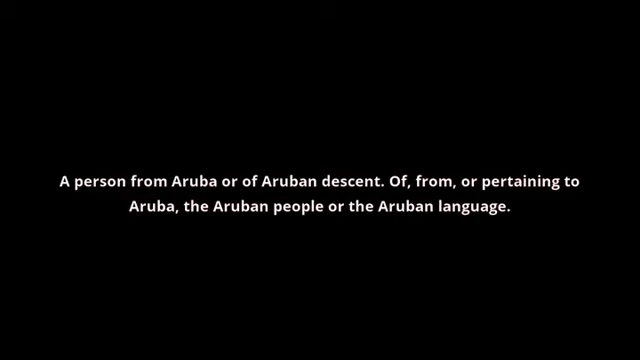 A person from Aruba or of Aruban descent. Of, from, or pertaining to
Aruba, the Aruban people or the Aruban language.